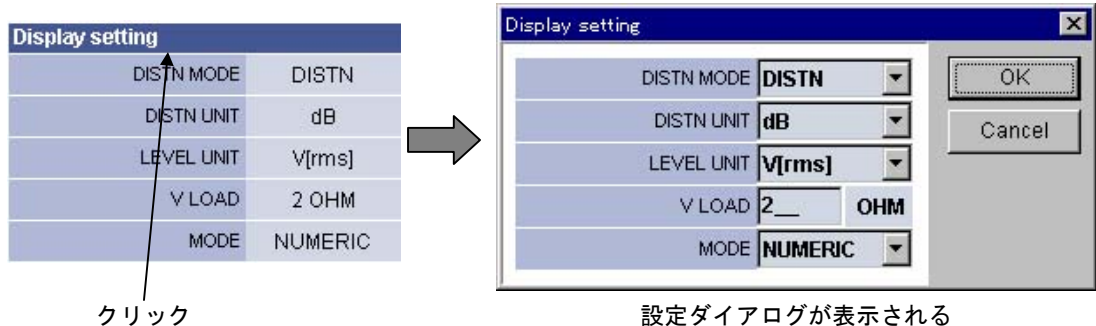 Display setting
DISTN MODE DISTN
DISTN UNIT dB
LEVEL UNIT V[rms]
V LOAD 2 OHM
MODE NUMERIC
クリック
Display setting
DISTN MODE DISTN
DISTN UNIT dB
LEVEL UNIT V[rms]
V LOAD 2__ OHM
MODE NUMERIC
OK
Cancel
設定ダイアログが表示される